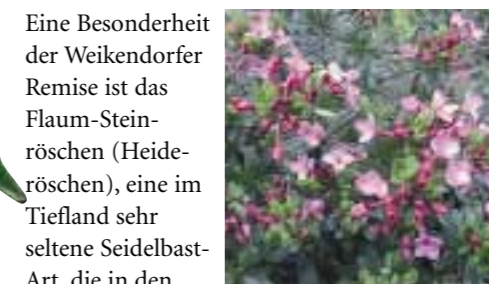 Eine Besonderheit
der Weikendorfer
Remise ist das
Flaum-Stein-
röschen (Heide-
röschen), eine im
Tiefland sehr
seltene Seidelbast-
Art, die in den